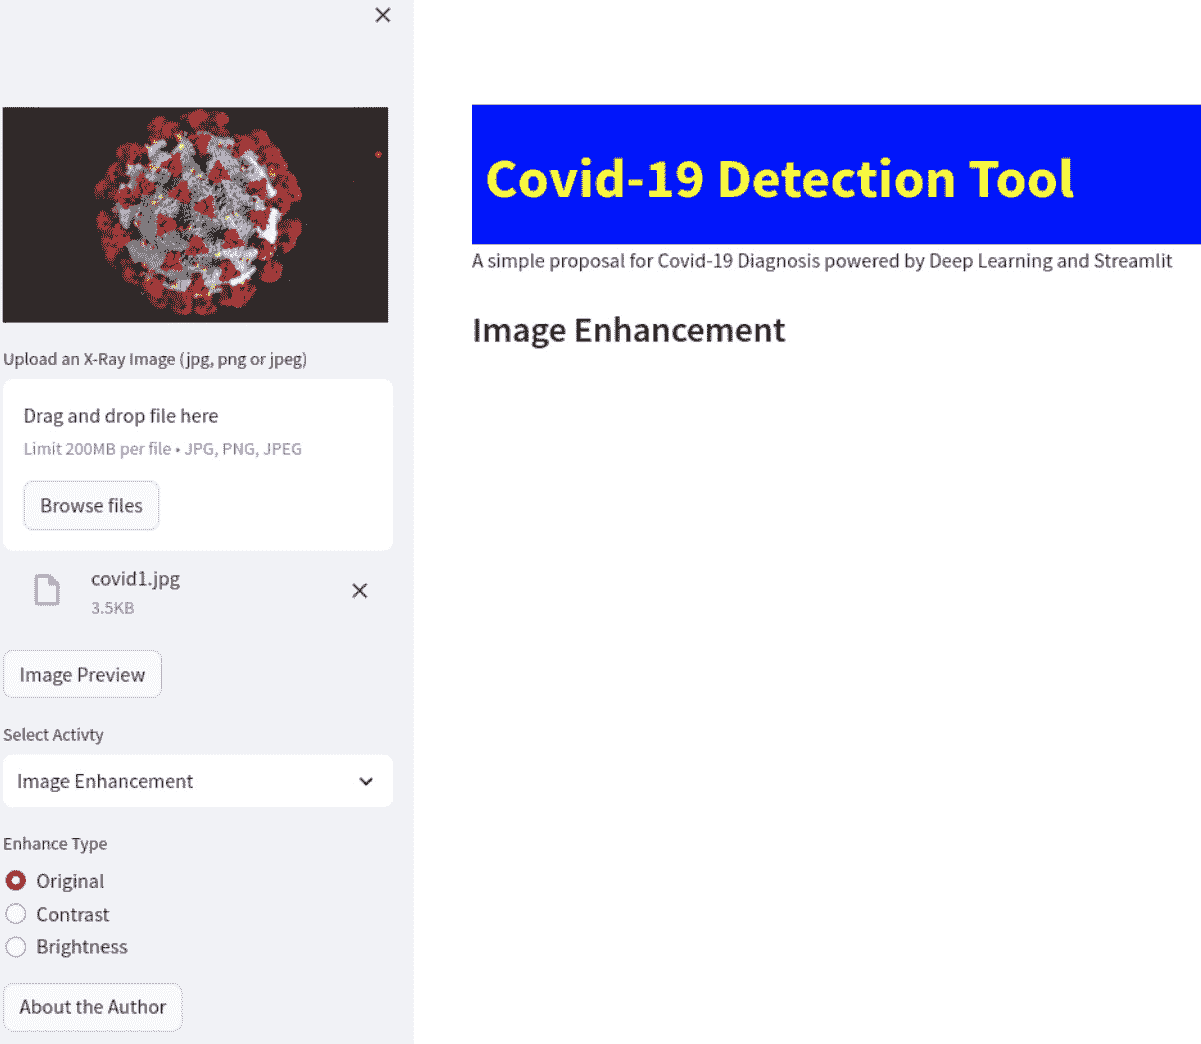 Upload an X-Ray Image (jpg, png or jpeg)
Drag and drop file here
Limit 200MB per file • JPG, PNG, JPEG
Browse files
covid1.jpg
3.5KB
Image Preview
Select Activty
Image Enhancement
Enhance Type
Original
Contrast
Brightness
About the Author
Covid-19 Detection Tool
A simple proposal for Covid-19 Diagnosis powered by Deep Learning and Streamlit
Image Enhancement